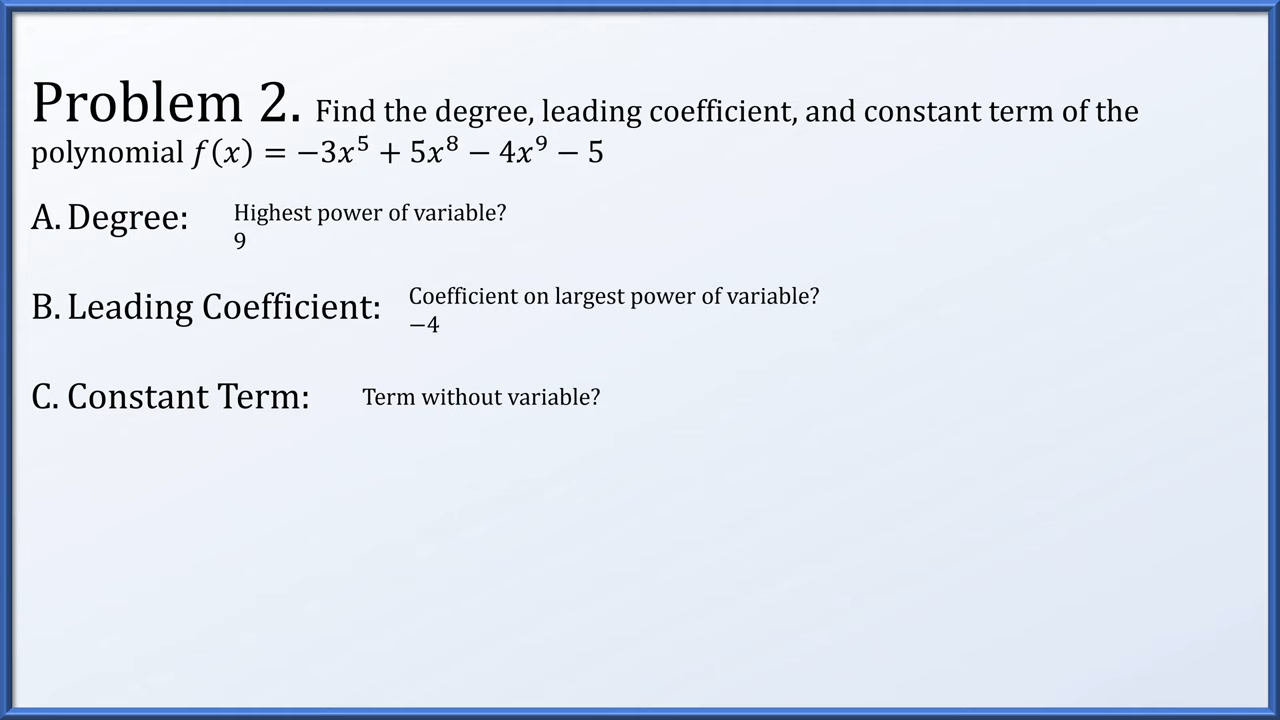 Problem 2. Find the degree, leading coefficient, and constant term of the
polynomial f(x) = −3x⁵ + 5x⁸ − 4x⁹ − 5
A. Degree: Highest power of variable?
9
B. Leading Coefficient: Coefficient on largest power of variable?
−4
C. Constant Term: Term without variable?